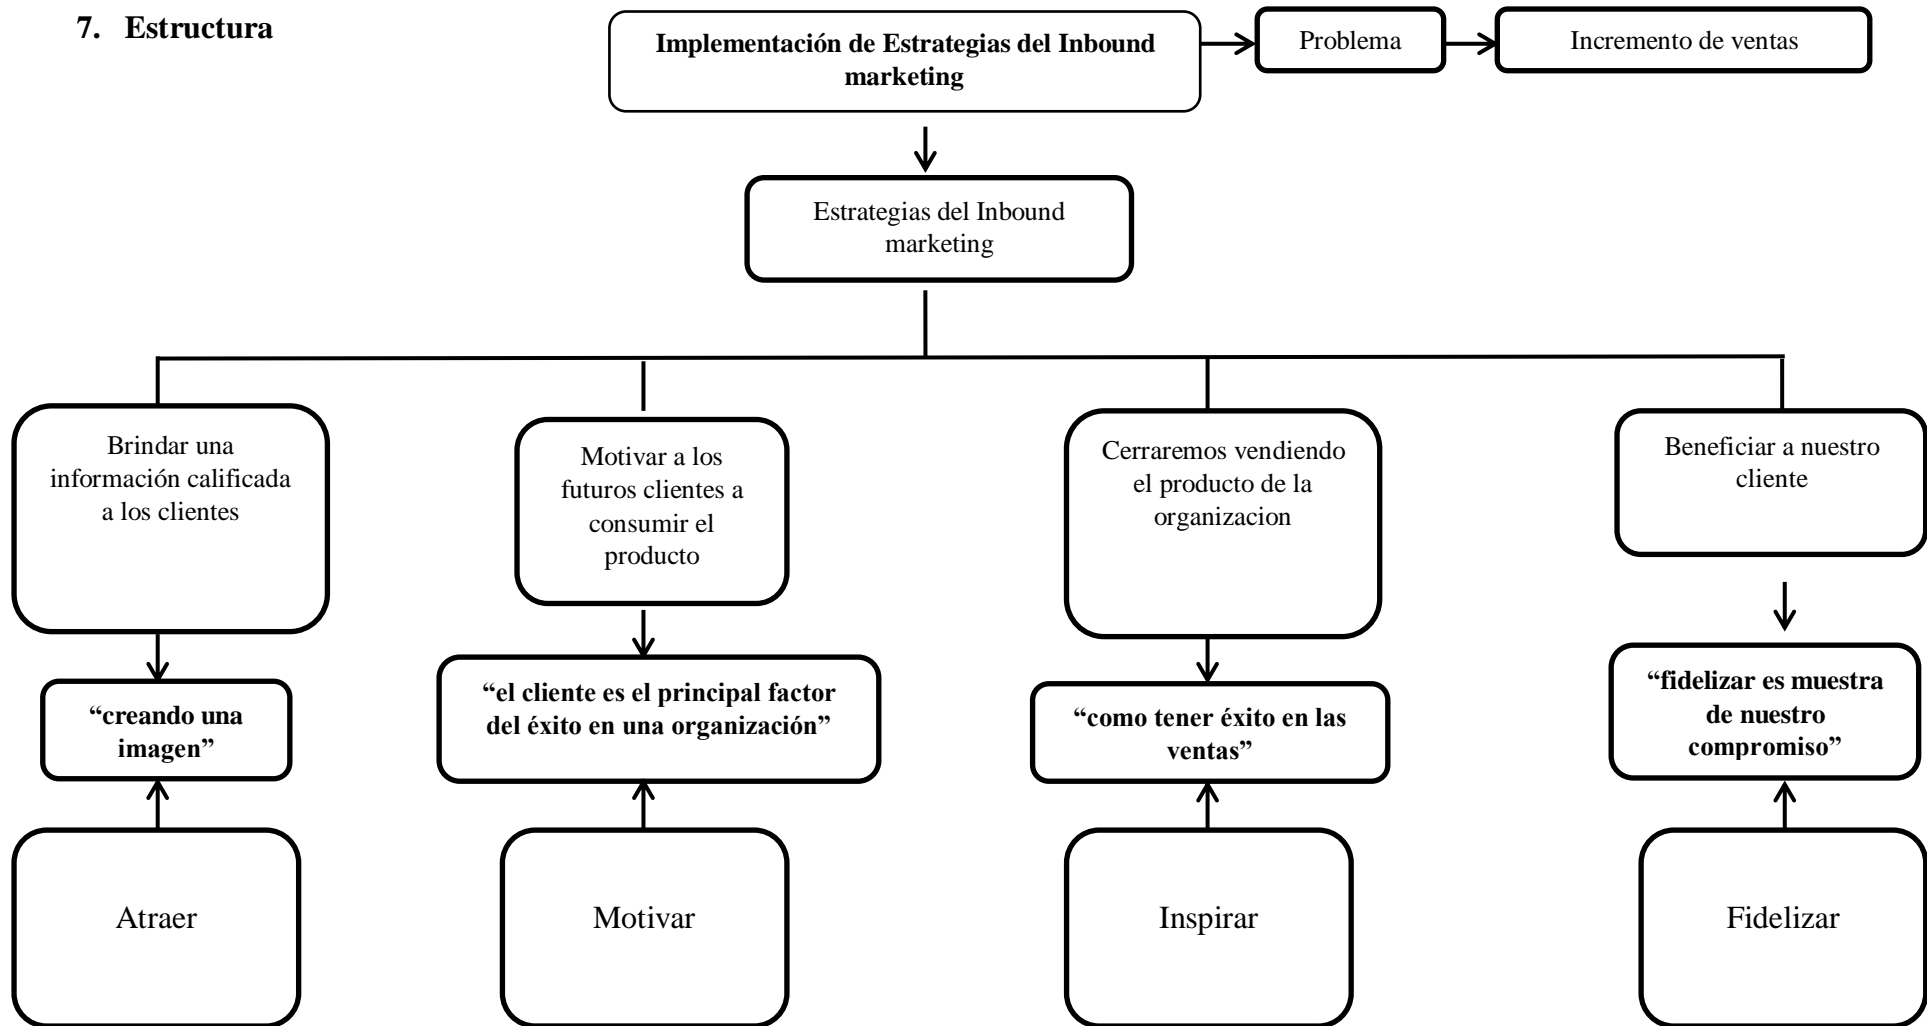 7. Estructura
Implementación de Estrategias del Inbound
marketing
Problema
Incremento de ventas
Estrategias del Inbound
marketing
Brindar una
información calificada
a los clientes
Motivar a los
futuros clientes a
consumir el
producto
Cerraremos vendiendo
el producto de la
organizacion
Beneficiar a nuestro
cliente
“creando una
imagen”
“el cliente es el principal factor
del éxito en una organización”
“como tener éxito en las
ventas”
“fidelizar es muestra
de nuestro
compromiso”
Atraer
Motivar
Inspirar
Fidelizar